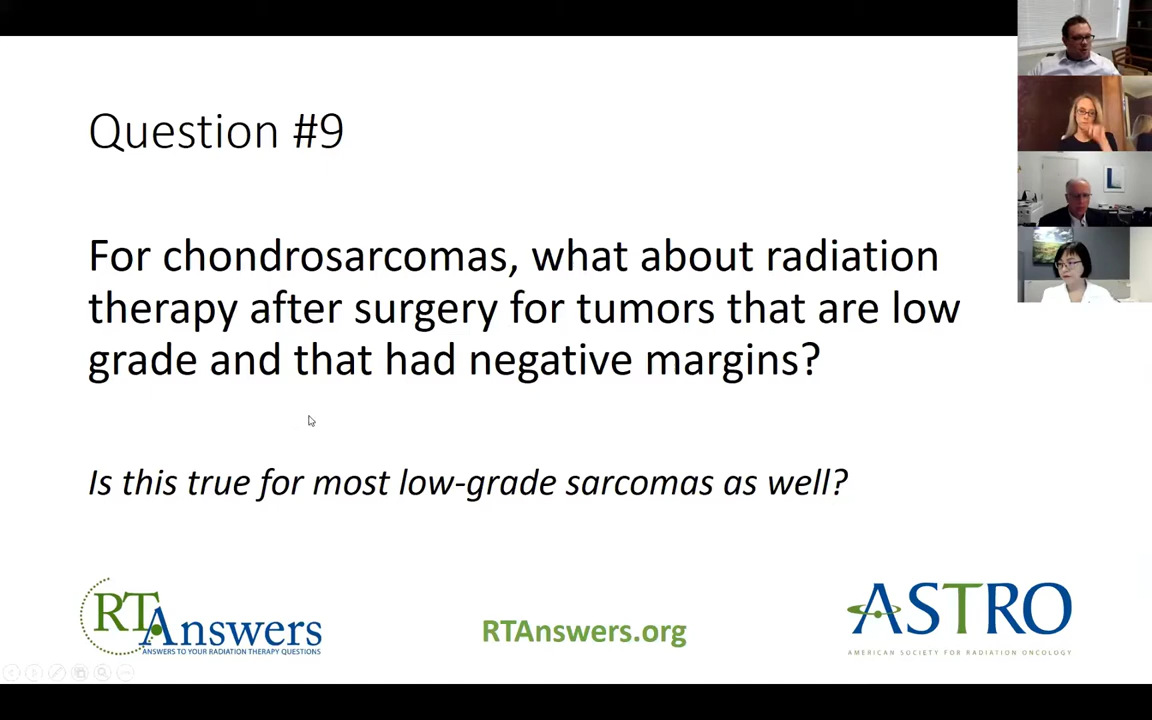 Question #9
For chondrosarcomas, what about radiation
therapy after surgery for tumors that are low
grade and that had negative margins?
Is this true for most low-grade sarcomas as well?
RTAnswers
ANSWERS TO YOUR RADIATION THERAPY QUESTIONS
RTAnswers.org
ASTRO
AMERICAN SOCIETY FOR RADIATION ONCOLOGY